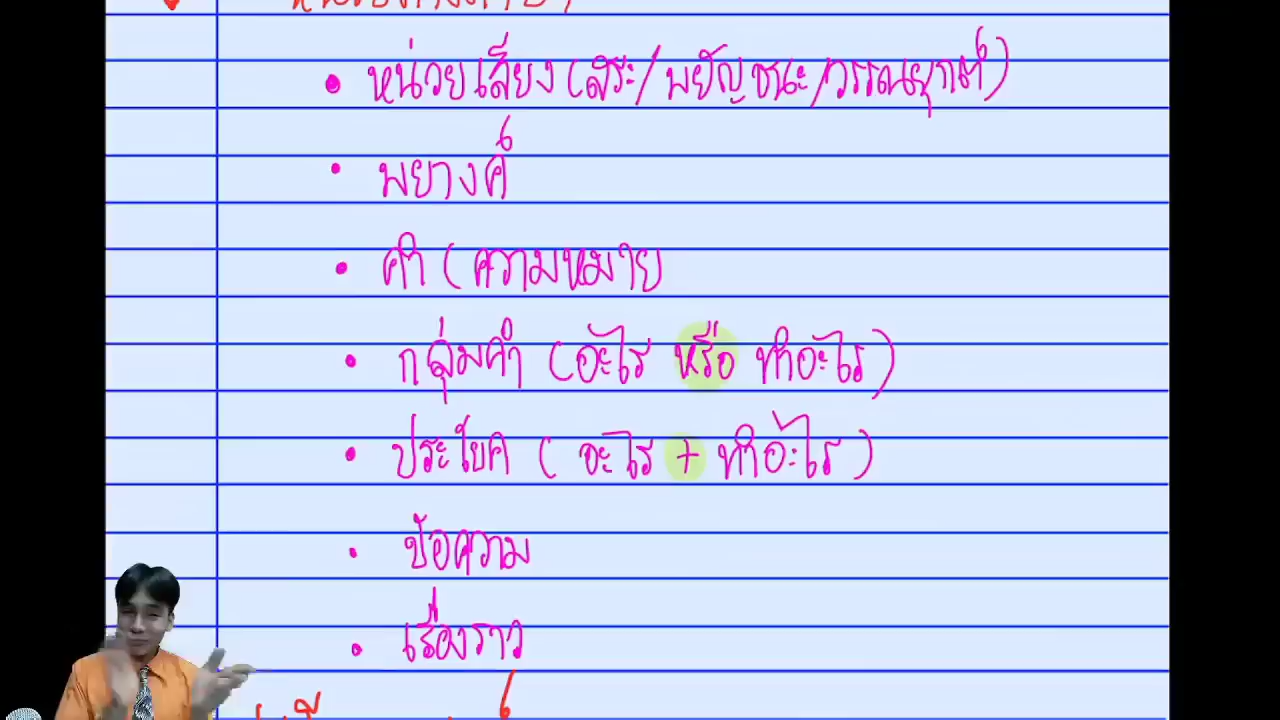 • หน่วยเสียง (สระ/พยัญชนะ/วรรณยุกต์)
• พยางค์
• คำ (ความหมาย
• กลุ่มคำ (อะไร หรือ ทำอะไร)
• ประโยค (อะไร + ทำอะไร)
• ข้อความ
• เรื่องราว